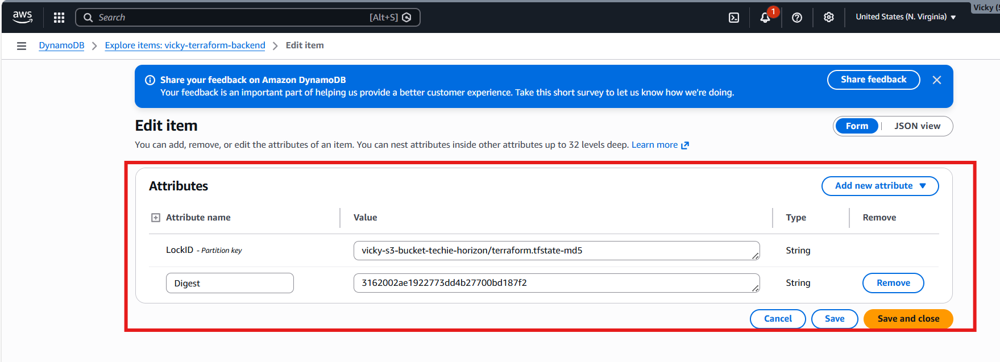 aws
Search [Alt+S]
1
United States (N. Virginia)
Vicky (5
DynamoDB
Explore items: vicky-terraform-backend
Edit item
Share your feedback on Amazon DynamoDB
Your feedback is an important part of helping us provide a better customer experience. Take this short survey to let us know how we're doing.
Share feedback
Edit item
Form
JSON view
You can add, remove, or edit the attributes of an item. You can nest attributes inside other attributes up to 32 levels deep. Learn more
Attributes
Add new attribute
Attribute name Value Type Remove
LockID - Partition key vicky-s3-bucket-techie-horizon/terraform.tfstate-md5 String
Digest 3162002ae1922773dd4b27700bd187f2 String Remove
Cancel Save Save and close